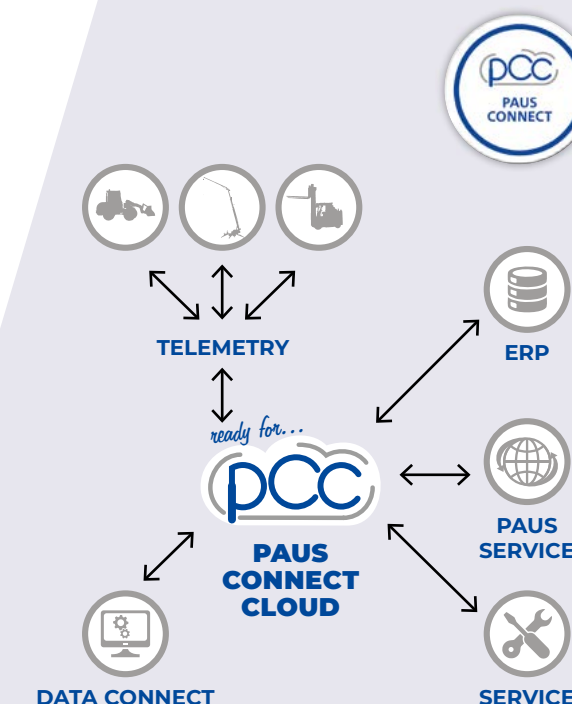 pcc
PAUS
CONNECT
TELEMETRY
ERP
ready for...
pcc
PAUS
CONNECT
CLOUD
PAUS
SERVICE
DATA CONNECT
SERVICE